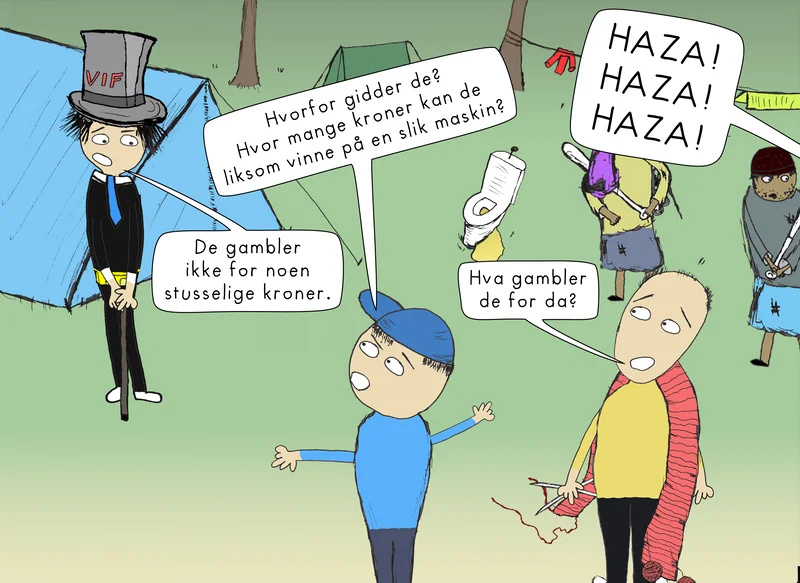 VIF
Hvorfor gidder de?
Hvor mange kroner kan de
liksom vinne på en slik maskin?
HAZA!
HAZA!
HAZA!
De gambler
ikke for noen
stusselige kroner.
Hva gambler
de for da?